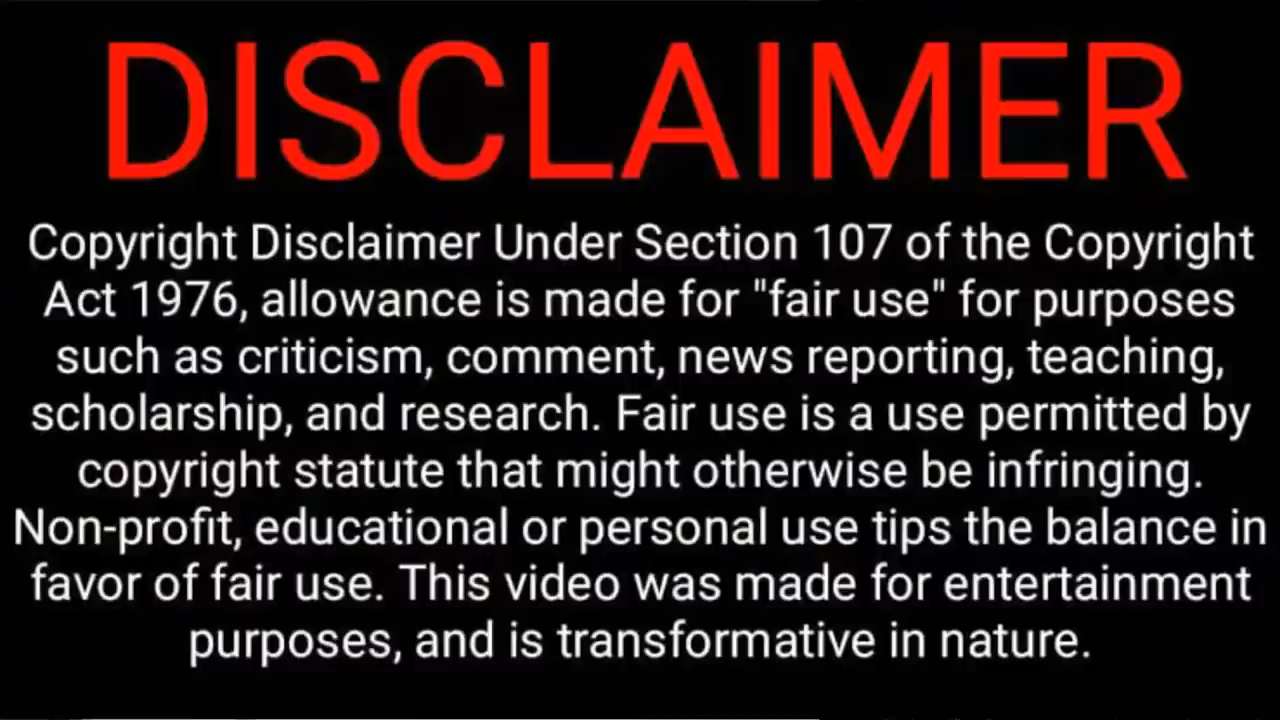 DISCLAIMER
Copyright Disclaimer Under Section 107 of the Copyright
Act 1976, allowance is made for "fair use" for purposes
such as criticism, comment, news reporting, teaching,
scholarship, and research. Fair use is a use permitted by
copyright statute that might otherwise be infringing.
Non-profit, educational or personal use tips the balance in
favor of fair use. This video was made for entertainment
purposes, and is transformative in nature.